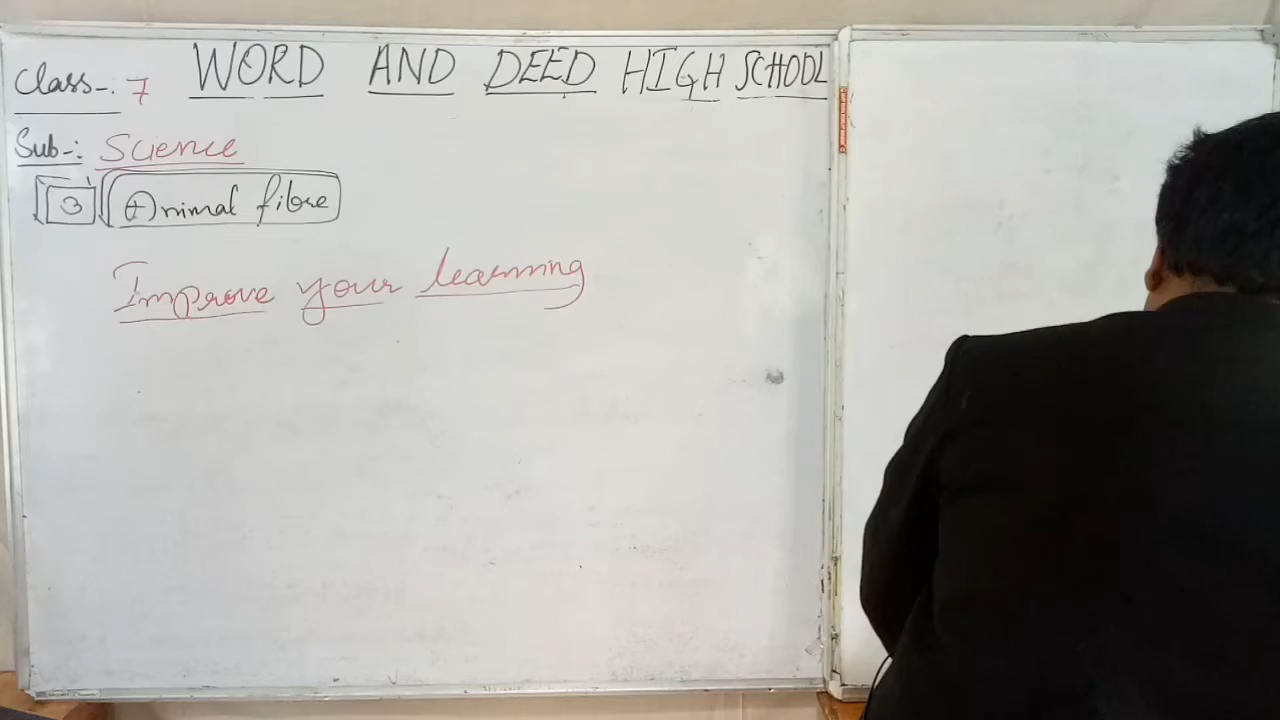 WORD AND DEED HIGH SCHOOL
Class-: 7
Sub-: Science
3 Animal fibre
Improve your learning